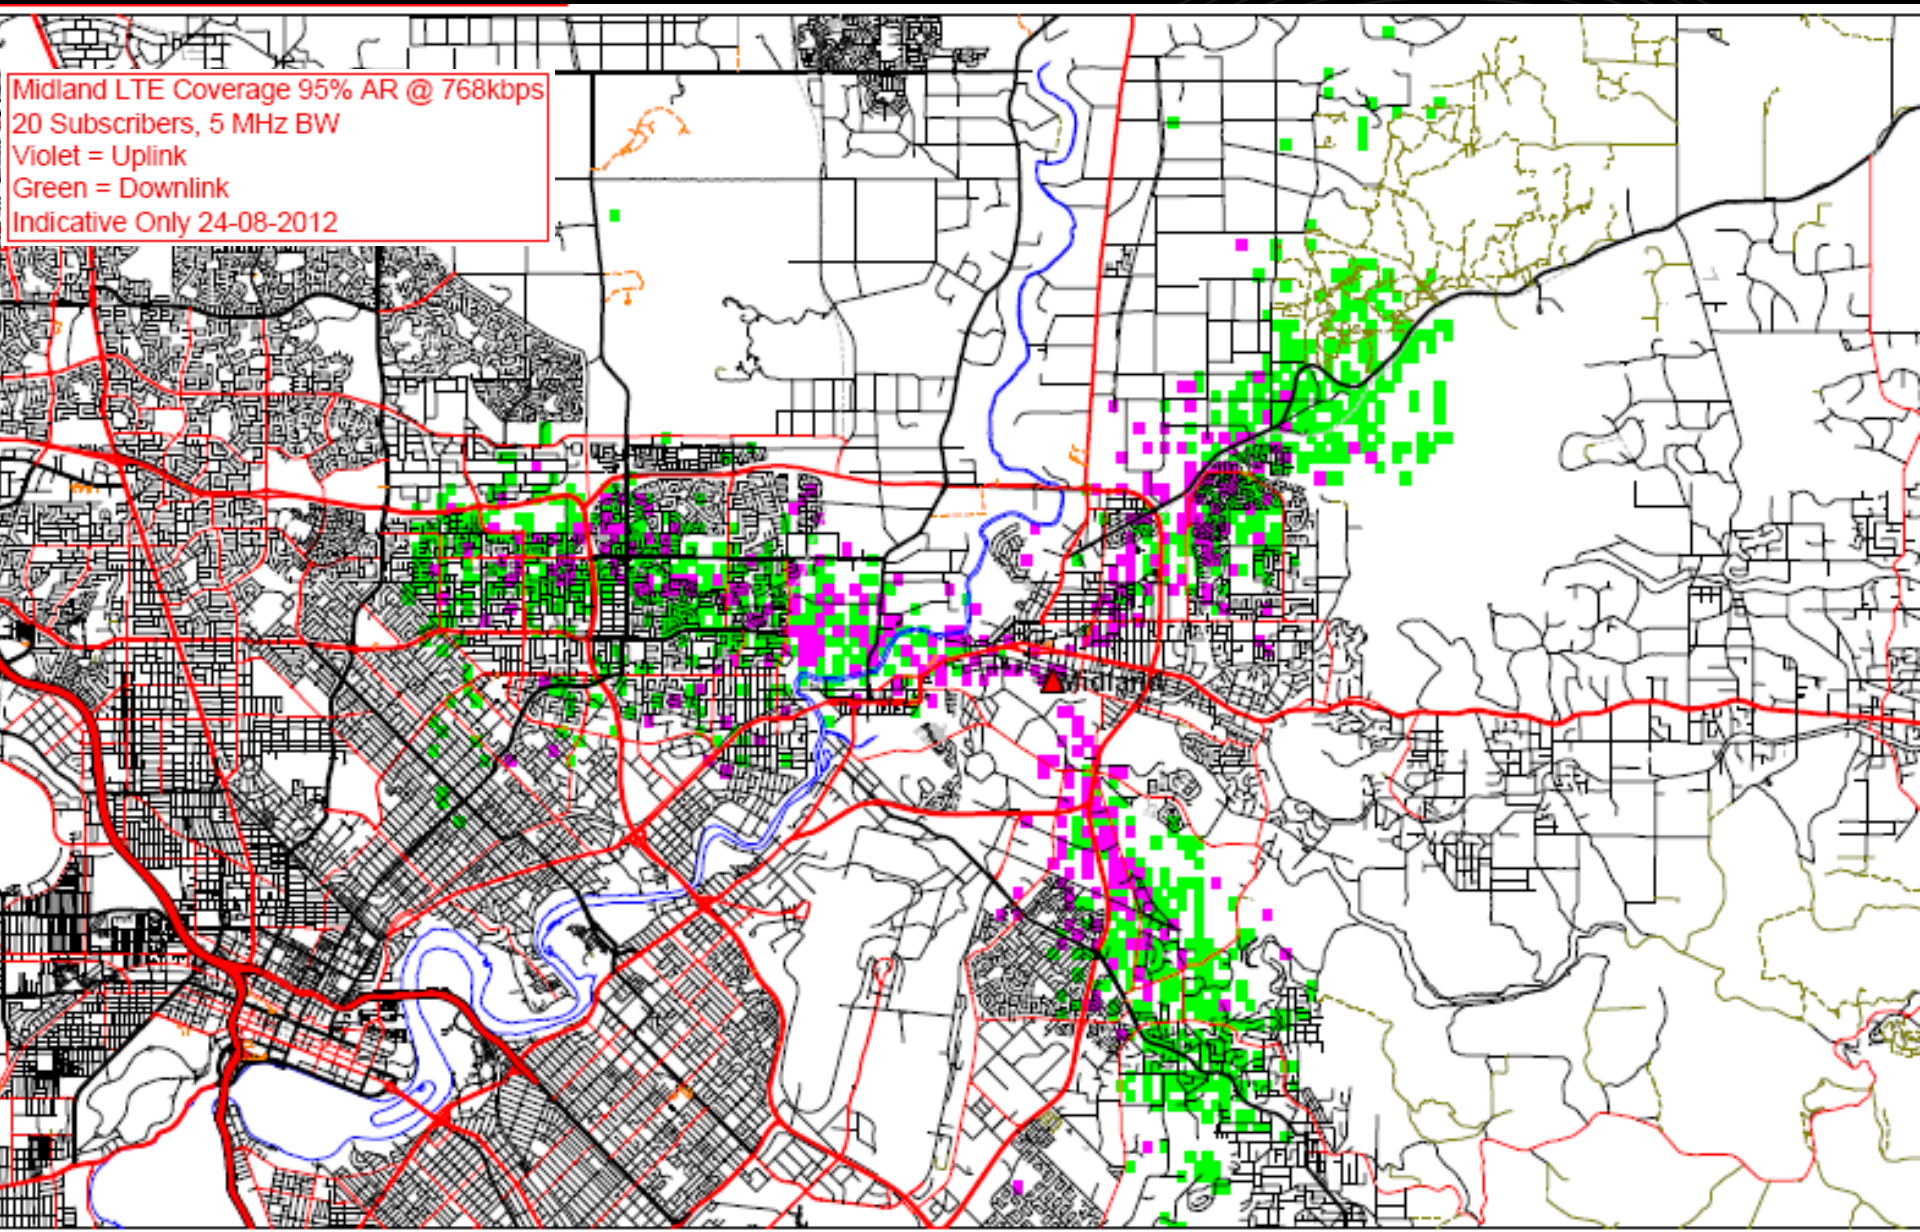 Midland LTE Coverage 95% AR @ 768kbps
20 Subscribers, 5 MHz BW
Violet = Uplink
Green = Downlink
Indicative Only 24-08-2012
Midland